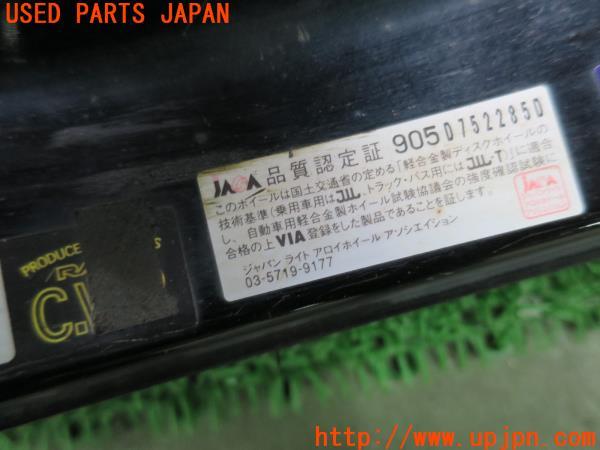 USED PARTS JAPAN
JAWA 品質認定証 90507522850
このホイールは国土交通省の定める「軽合金製ディスクホイールの
技術基準(乗用車用はJWL,トラック・バス用にはJWL-T)」に適合
し、自動車用軽合金製ホイール試験協議会の強度確認試験に
合格の上VIA登録をした製品であることを証します。
ジャパン ライト アロイホイール アソシエイション
03-5719-9177
JAWA
PRODUCE
C.
http://www.upjpn.com/